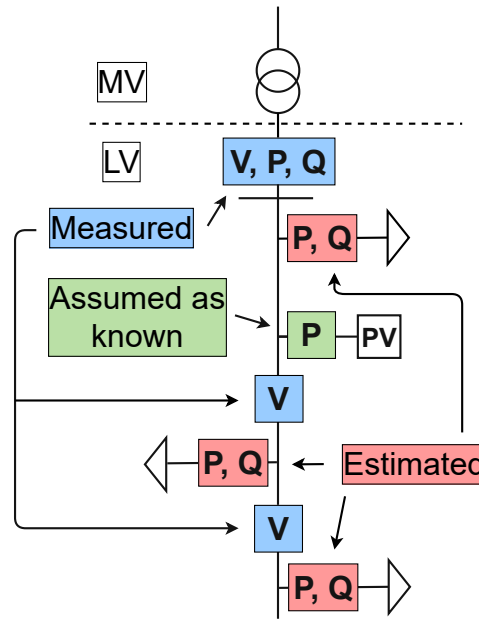 MV
LV
V, P, Q
Measured
P, Q
Assumed as
known
P
PV
V
P, Q
Estimated
V
P, Q